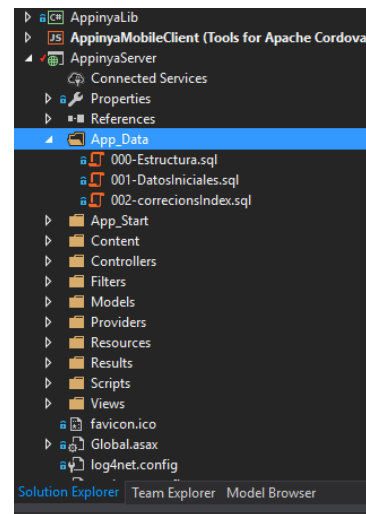 C# AppinyaLib
JS AppinyaMobileClient (Tools for Apache Cordova
AppinyaServer
Connected Services
Properties
References
App_Data
000-Estructura.sql
001-DatosIniciales.sql
002-correcionsIndex.sql
App_Start
Content
Controllers
Filters
Models
Providers
Resources
Results
Scripts
Views
favicon.ico
Global.asax
log4net.config
Solution Explorer Team Explorer Model Browser